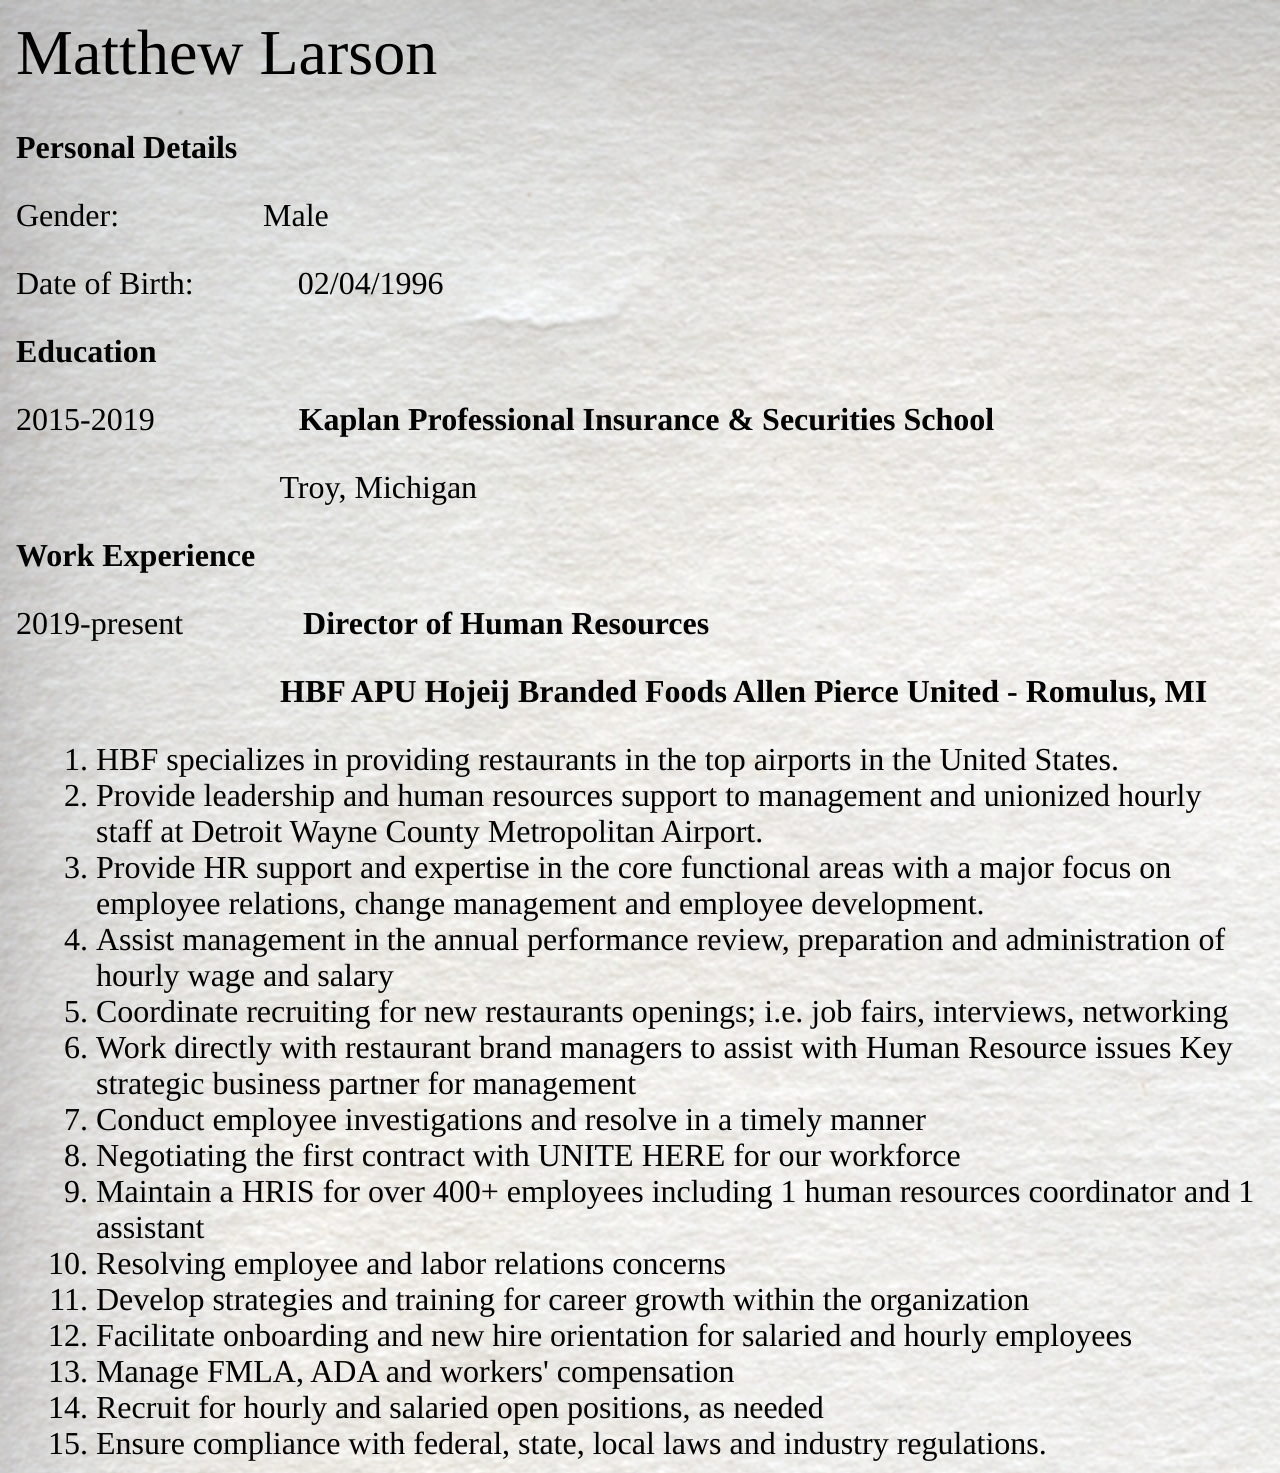 Matthew Larson
Personal Details
Gender: Male
Date of Birth: 02/04/1996
Education
2015-2019 Kaplan Professional Insurance & Securities School
Troy, Michigan
Work Experience
2019-present Director of Human Resources
HBF APU Hojeij Branded Foods Allen Pierce United - Romulus, MI
1. HBF specializes in providing restaurants in the top airports in the United States.
2. Provide leadership and human resources support to management and unionized hourly
staff at Detroit Wayne County Metropolitan Airport.
3. Provide HR support and expertise in the core functional areas with a major focus on
employee relations, change management and employee development.
4. Assist management in the annual performance review, preparation and administration of
hourly wage and salary
5. Coordinate recruiting for new restaurants openings; i.e. job fairs, interviews, networking
6. Work directly with restaurant brand managers to assist with Human Resource issues Key
strategic business partner for management
7. Conduct employee investigations and resolve in a timely manner
8. Negotiating the first contract with UNITE HERE for our workforce
9. Maintain a HRIS for over 400+ employees including 1 human resources coordinator and 1
assistant
10. Resolving employee and labor relations concerns
11. Develop strategies and training for career growth within the organization
12. Facilitate onboarding and new hire orientation for salaried and hourly employees
13. Manage FMLA, ADA and workers' compensation
14. Recruit for hourly and salaried open positions, as needed
15. Ensure compliance with federal, state, local laws and industry regulations.